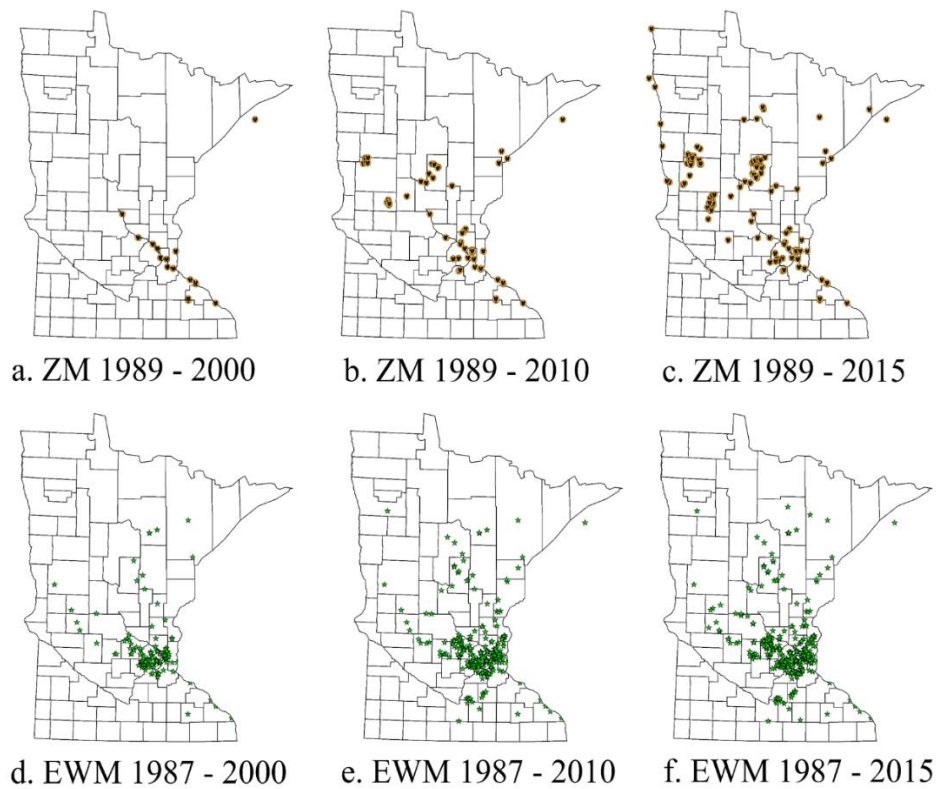 a. ZM 1989 - 2000
b. ZM 1989 - 2010
c. ZM 1989 - 2015
d. EWM 1987 - 2000
e. EWM 1987 - 2010
f. EWM 1987 - 2015